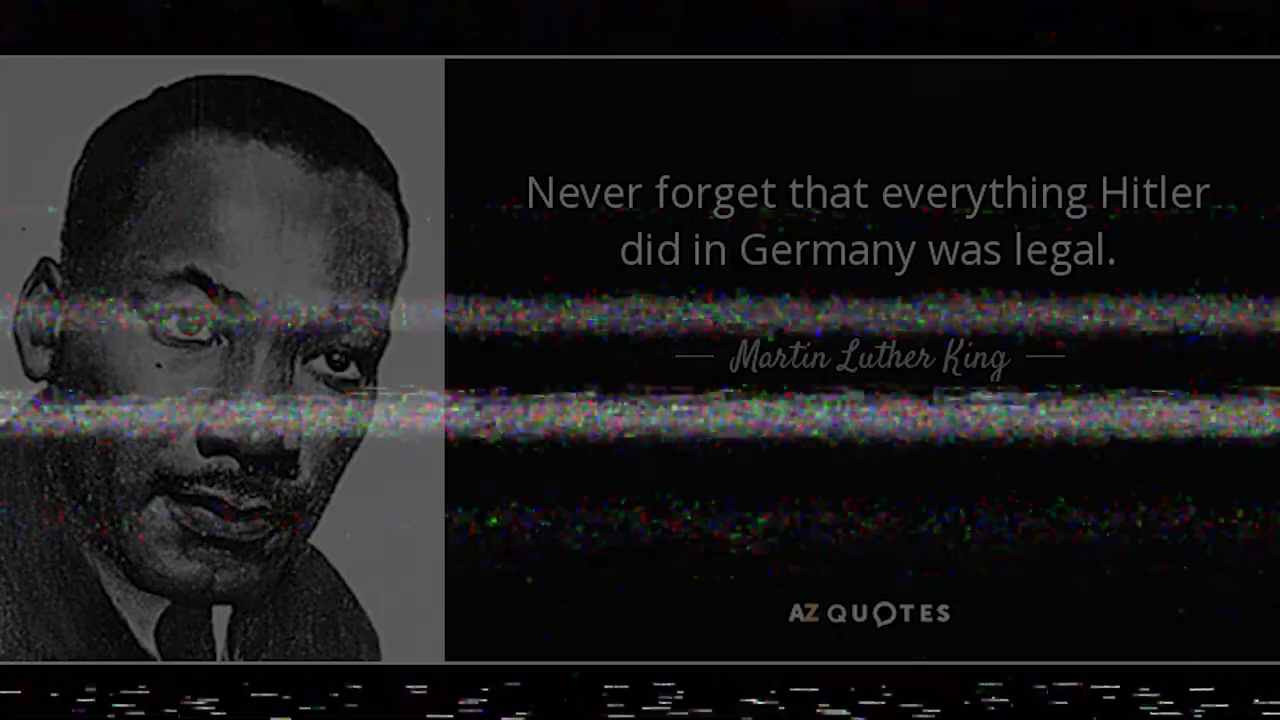 Never forget that everything Hitler
did in Germany was legal.
— Martin Luther King —
AZ QUOTES